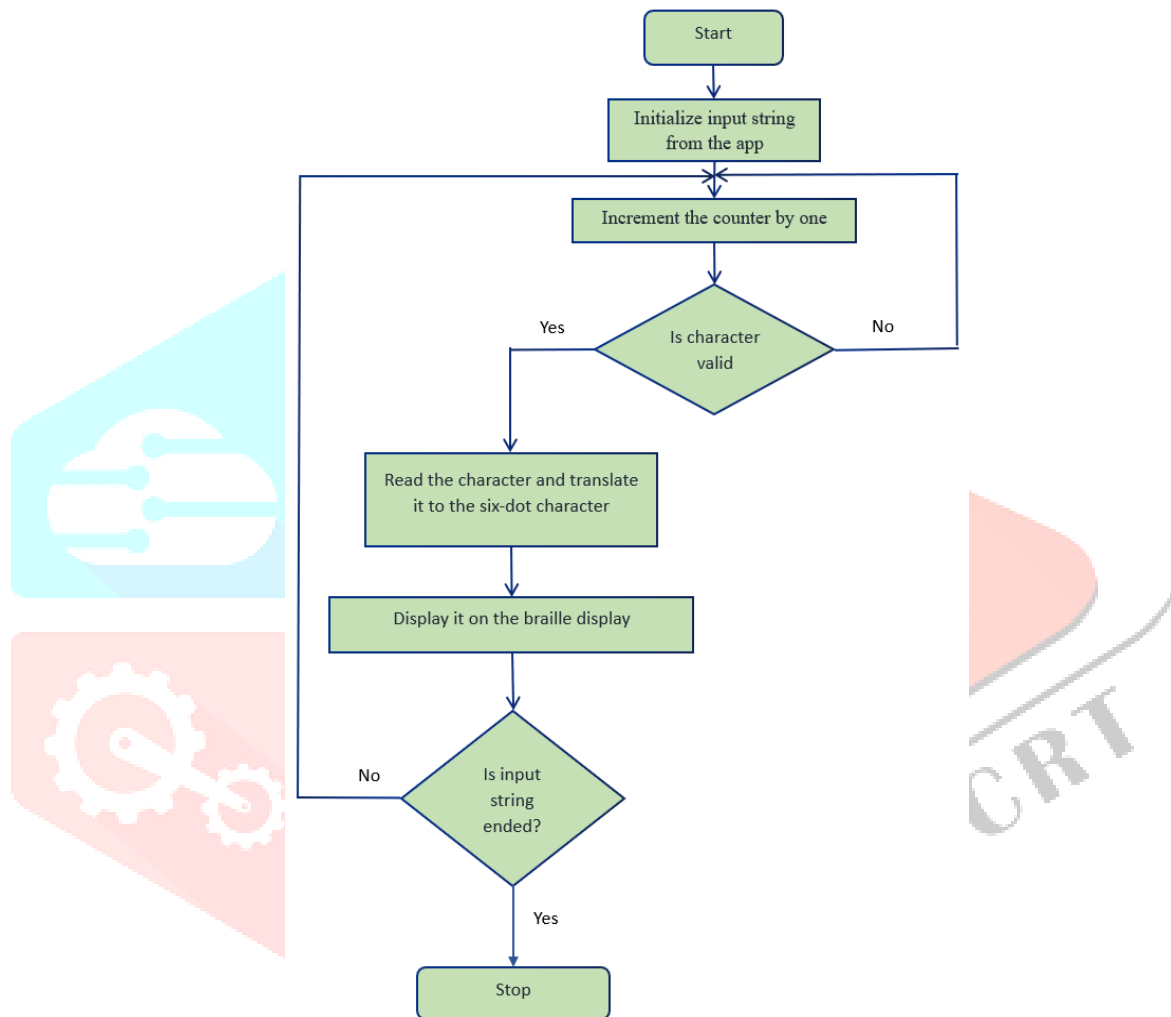 Start
Initialize input string
from the app
Increment the counter by one
Is character
valid
Yes
No
Read the character and translate
it to the six-dot character
Display it on the braille display
Is input
string
ended?
No
Yes
Stop
CRT